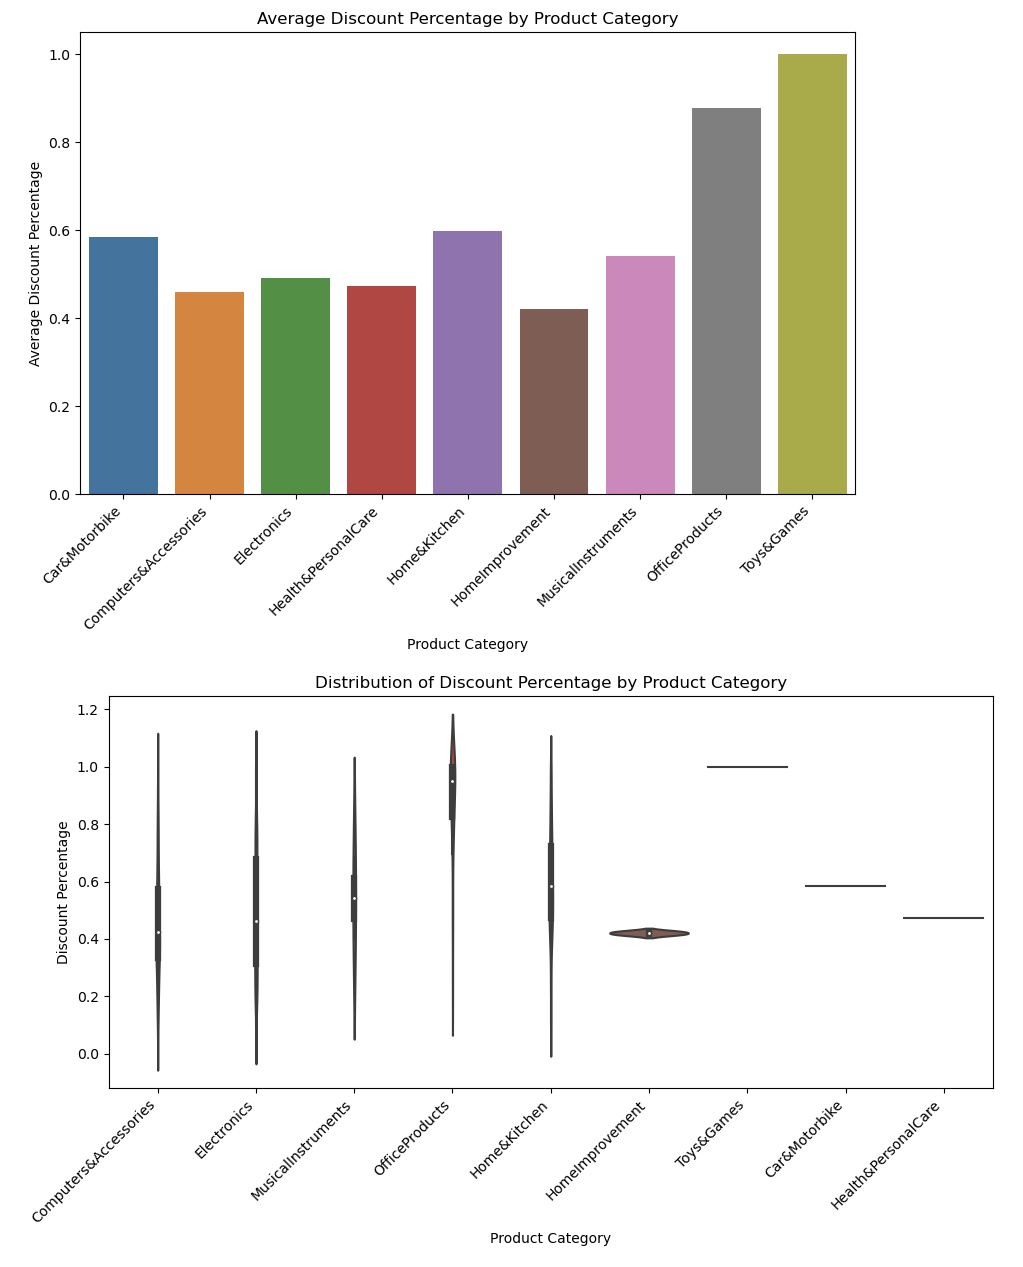 Average Discount Percentage by Product Category
1.0
0.8
0.6
0.4
0.2
0.0
Average Discount Percentage
Car&Motorbike
Computers&Accessories
Electronics
Health&PersonalCare
Home&Kitchen
HomeImprovement
MusicalInstruments
OfficeProducts
Toys&Games
Product Category
Distribution of Discount Percentage by Product Category
1.2
1.0
0.8
0.6
0.4
0.2
0.0
Discount Percentage
Computers&Accessories
Electronics
MusicalInstruments
OfficeProducts
Home&Kitchen
HomeImprovement
Toys&Games
Car&Motorbike
Health&PersonalCare
Product Category